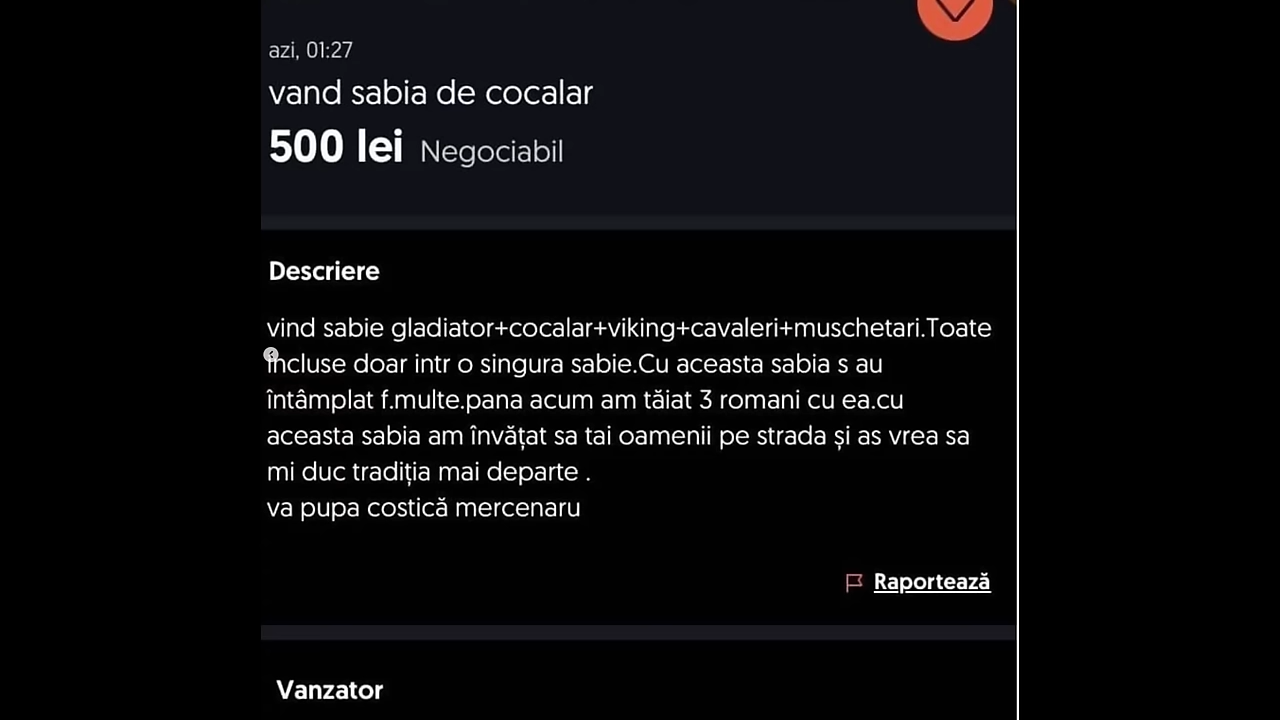 azi, 01:27
vand sabia de cocalar
500 lei Negociabil
Descriere
vind sabie gladiator+cocalar+viking+cavaleri+muschetari.Toate
incluse doar intr o singura sabie.Cu aceasta sabia s au
întâmplat f.multe.pana acum am tăiat 3 romani cu ea.cu
aceasta sabia am învățat sa tai oamenii pe strada și as vrea sa
mi duc tradiția mai departe .
va pupa costică mercenaru
Raportează
Vanzator